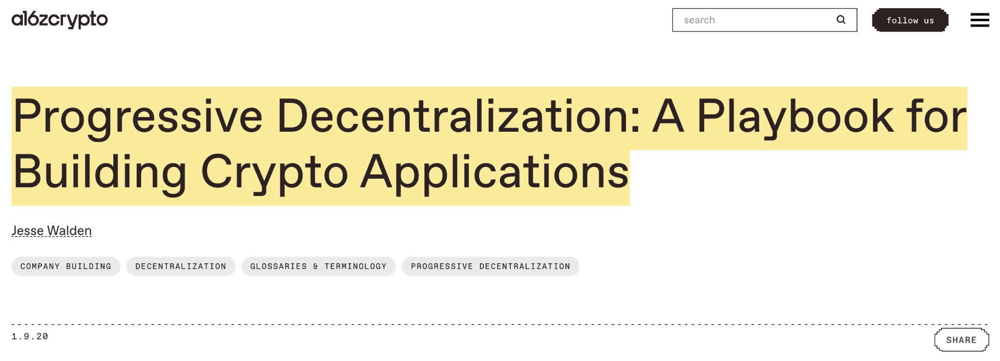 a16zcrypto
search
follow us
Progressive Decentralization: A Playbook for
Building Crypto Applications
Jesse Walden
COMPANY BUILDING
DECENTRALIZATION
GLOSSARIES & TERMINOLOGY
PROGRESSIVE DECENTRALIZATION
1.9.20
SHARE